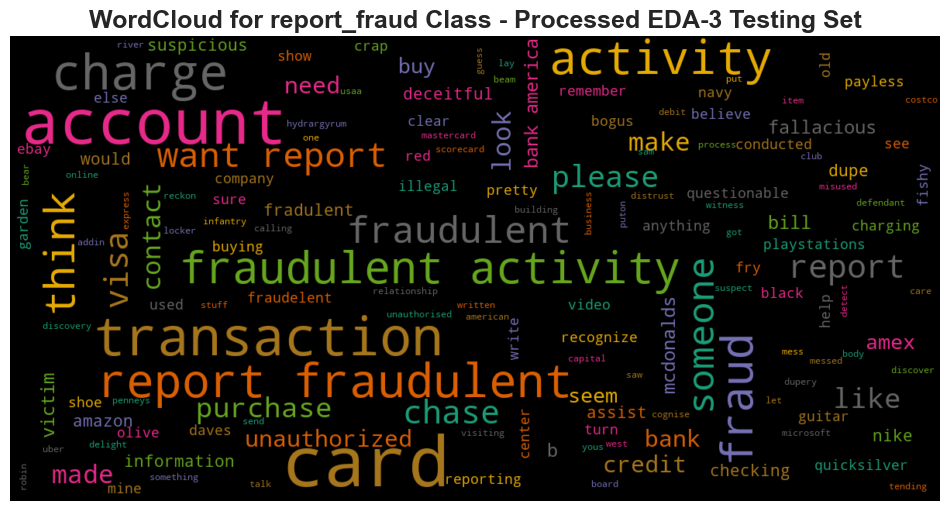 WordCloud for report_fraud Class - Processed EDA-3 Testing Set
river
suspicious
crap
show
guess
lay
beam
bank america
activity
old
charge
else
need
usaa
buy
deceitful
look
remember
navy
put
payless
item
costco
account
hydrargyrum
one
clear
mastercard
scorecard
bogus
make
debit
believe
process
sam
conducted
club
fallacious
see
ebay
bear
would
want report
red
please
dupe
misused
fishy
garden
online
think
company
reckon
sure
visa
express
contact
illegal
pretty
distrust
questionable
witness
defendant
fradulent
infantry
calling
building
business
puton
anything
got
bill
charging
addin
locker
buying
fraudulent
playstations
fraudulent activity
someone
suspect
fry
report
care
used
stuff
fraudelent
relationship
written
american
unauthorised
video
black
help
detect
discovery
transaction
write
recognize
capital
saw
mcdonalds
fraud
mess
messed
body
amex
discover
report fraudulent
victim
shoe
penneys
purchase
send
chase
seem
dupery
let
like
amazon
olive
daves
unauthorized
visiting
center
assist
cognise
turn
yous
west
guitar
microsoft
nike
uber
delight
information
card
b
bank
credit
checking
quicksilver
robin
made
mine
something
talk
reporting
board
tending